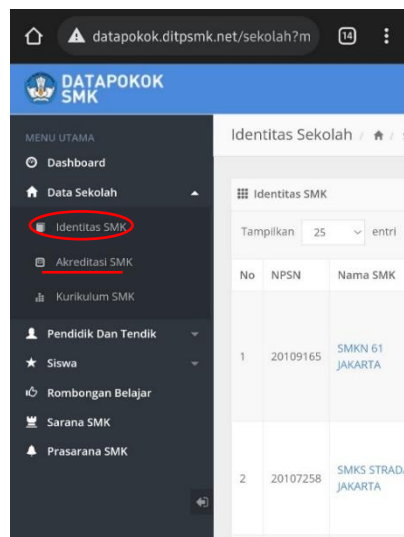 datapokok.ditpsmk.net/sekolah?m
14
DATAPOKOK
SMK
MENU UTAMA
Dashboard
Data Sekolah
Identitas SMK
Akreditasi SMK
Kurikulum SMK
Pendidik Dan Tendik
Siswa
Rombongan Belajar
Sarana SMK
Prasarana SMK
Identitas Sekolah / /
Identitas SMK
Tampilkan 25 entri
No NPSN Nama SMK
1 20109165 SMKN 61
JAKARTA
2 20107258 SMKS STRADA
JAKARTA